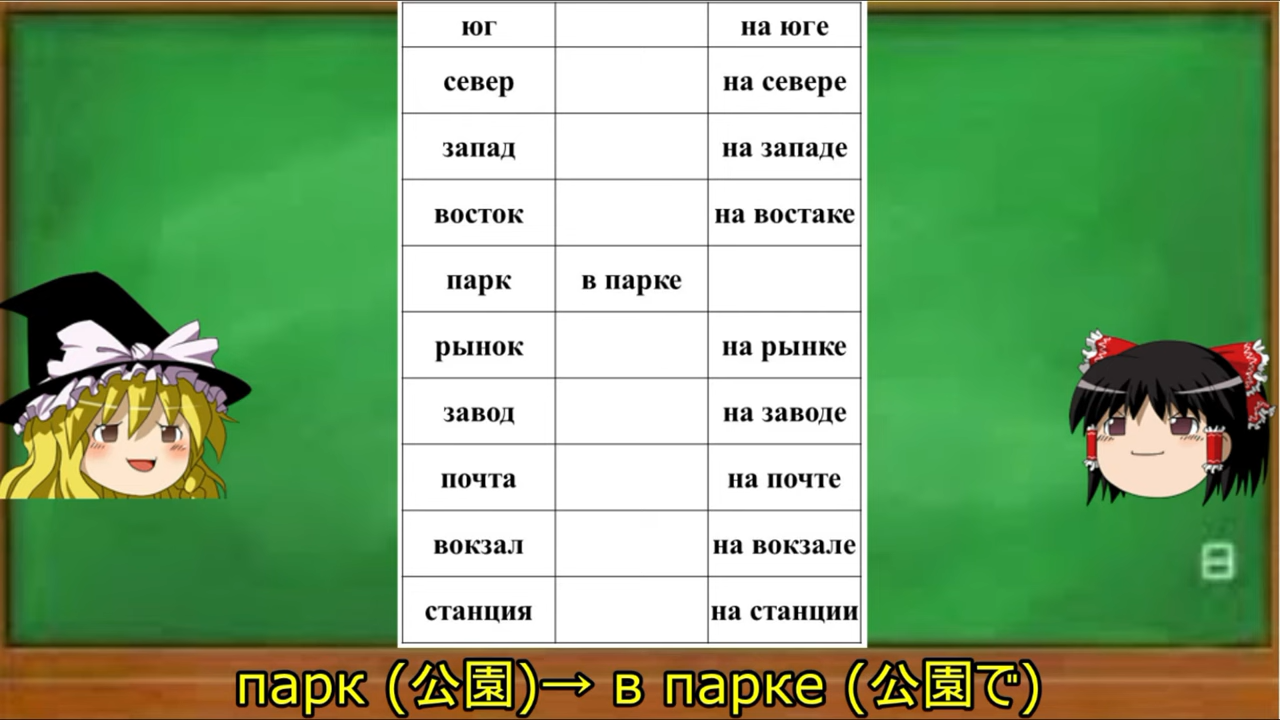 юг на юге
север на севере
запад на западе
восток на востаке
парк в парке
рынок на рынке
завод на заводе
почта на почте
вокзал на вокзале
станция на станции
парк (公園)→ в парке (公園で)